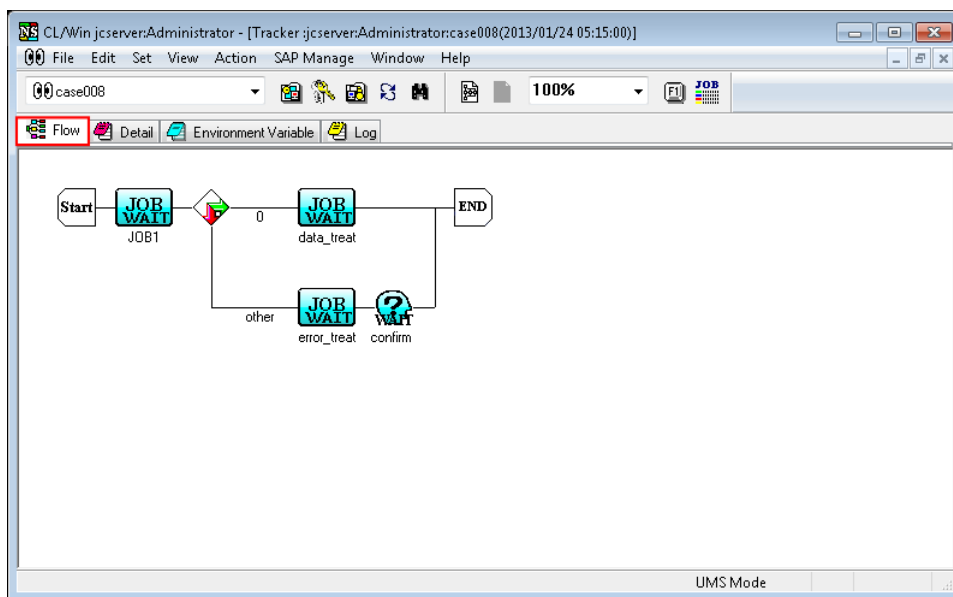 CL/Win jcserver:Administrator - [Tracker :jcserver:Administrator:case008(2013/01/24 05:15:00)]
File Edit Set View Action SAP Manage Window Help
case008 100% F1 JOB
Flow Detail Environment Variable Log
Start JOB WAIT JOB1 0 JOB WAIT data_treat END
other JOB WAIT error_treat WAIT confirm
UMS Mode